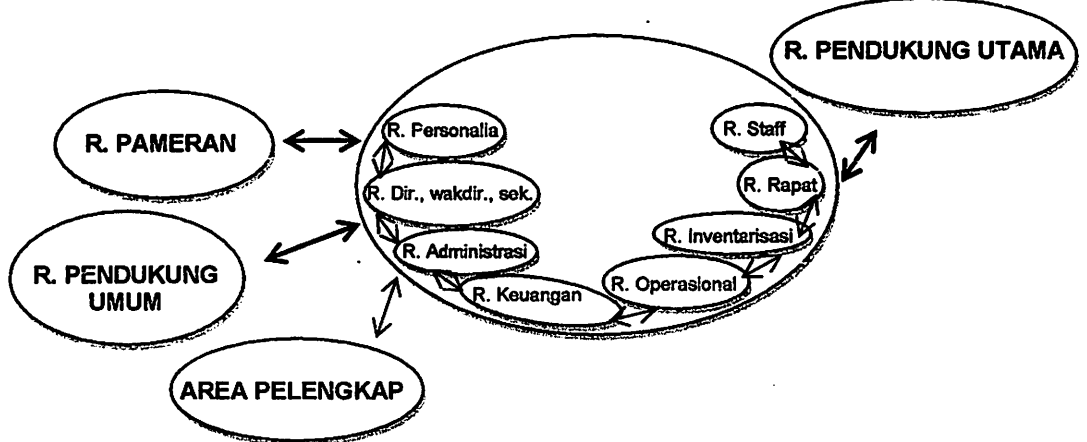 R. PENDUKUNG UTAMA
R. PAMERAN
R. Personalia
R. Staff
R. Dir., wakdir., sek.
R. Rapat
R. Administrasi
R. Inventarisasi
R. PENDUKUNG
UMUM
R. Keuangan
R. Operasional
AREA PELENGKAP